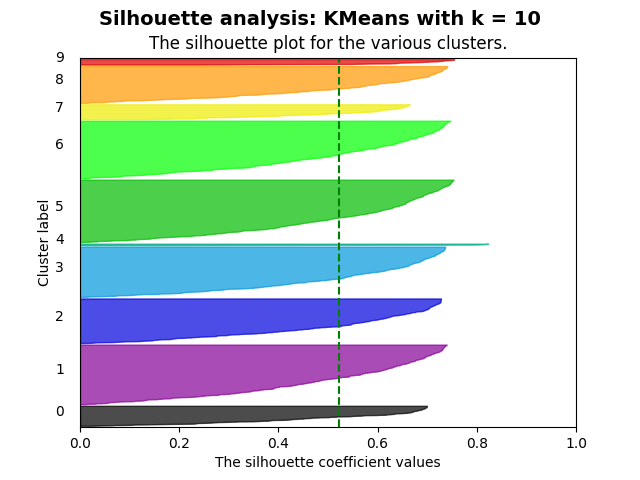 Silhouette analysis: KMeans with k = 10
The silhouette plot for the various clusters.
9
8
7
6
5
4
3
2
1
0
Cluster label
0.0 0.2 0.4 0.6 0.8 1.0
The silhouette coefficient values